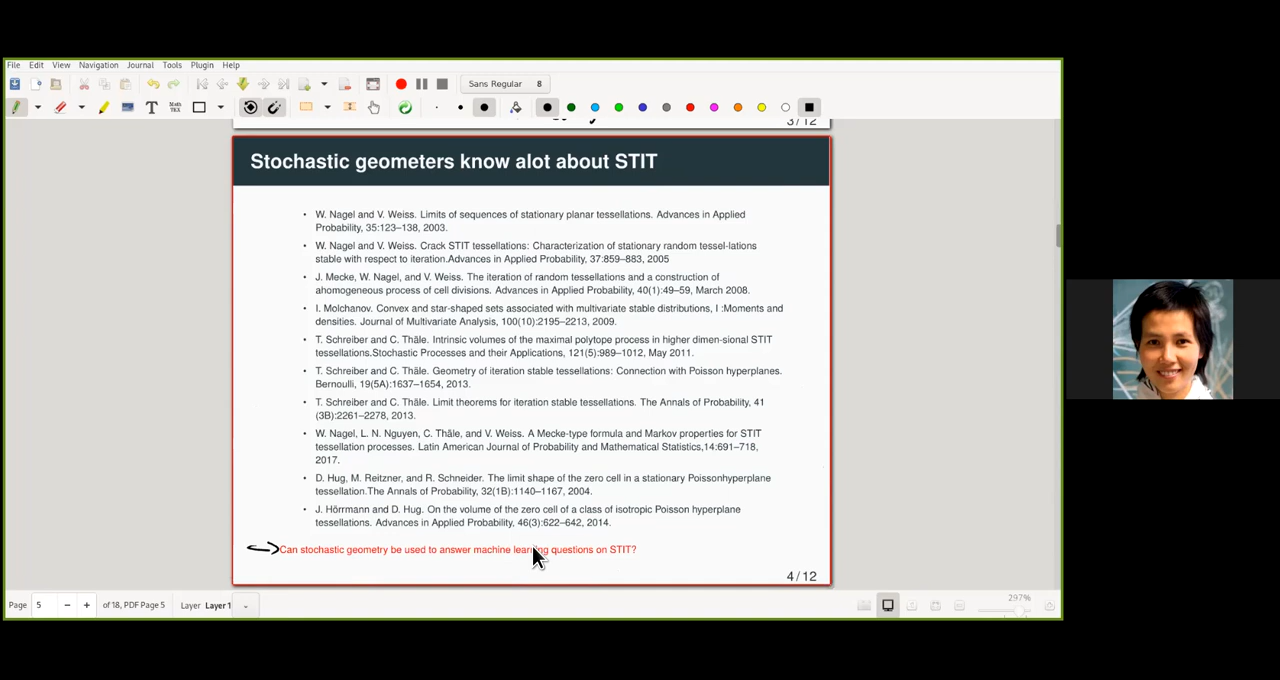 File Edit View Navigation Journal Tools Plugin Help
Sans Regular 8
3 / 12
Stochastic geometers know alot about STIT
• W. Nagel and V. Weiss. Limits of sequences of stationary planar tessellations. Advances in Applied
Probability, 35:123–138, 2003.
• W. Nagel and V. Weiss. Crack STIT tessellations: Characterization of stationary random tessel-lations
stable with respect to iteration.Advances in Applied Probability, 37:859–883, 2005
• J. Mecke, W. Nagel, and V. Weiss. The iteration of random tessellations and a construction of
ahomogeneous process of cell divisions. Advances in Applied Probability, 40(1):49–59, March 2008.
• I. Molchanov. Convex and star-shaped sets associated with multivariate stable distributions, I :Moments and
densities. Journal of Multivariate Analysis, 100(10):2195–2213, 2009.
• T. Schreiber and C. Thäle. Intrinsic volumes of the maximal polytope process in higher dimen-sional STIT
tessellations.Stochastic Processes and their Applications, 121(5):989–1012, May 2011.
• T. Schreiber and C. Thäle. Geometry of iteration stable tessellations: Connection with Poisson hyperplanes.
Bernoulli, 19(5A):1637–1654, 2013.
• T. Schreiber and C. Thäle. Limit theorems for iteration stable tessellations. The Annals of Probability, 41
(3B):2261–2278, 2013.
• W. Nagel, L. N. Nguyen, C. Thäle, and V. Weiss. A Mecke-type formula and Markov properties for STIT
tessellation processes. Latin American Journal of Probability and Mathematical Statistics,14:691–718,
2017.
• D. Hug, M. Reitzner, and R. Schneider. The limit shape of the zero cell in a stationary Poissonhyperplane
tessellation.The Annals of Probability, 32(1B):1140–1167, 2004.
• J. Hörrmann and D. Hug. On the volume of the zero cell of a class of isotropic Poisson hyperplane
tessellations. Advances in Applied Probability, 46(3):622–642, 2014.
Can stochastic geometry be used to answer machine learning questions on STIT?
4 / 12
Page 5 of 18, PDF Page 5 Layer Layer 1 297%